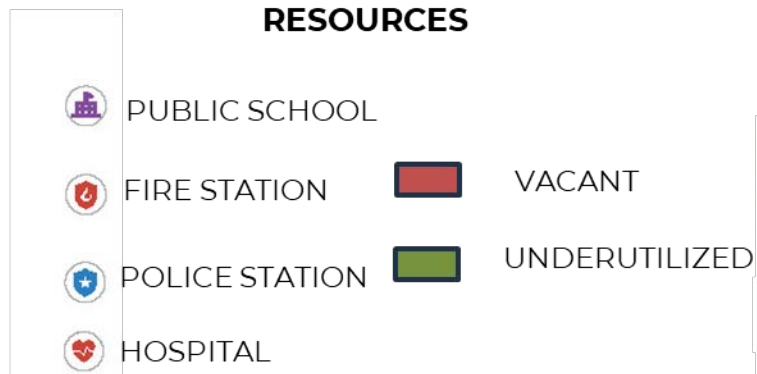 RESOURCES
PUBLIC SCHOOL
FIRE STATION
VACANT
POLICE STATION
UNDERUTILIZED
HOSPITAL